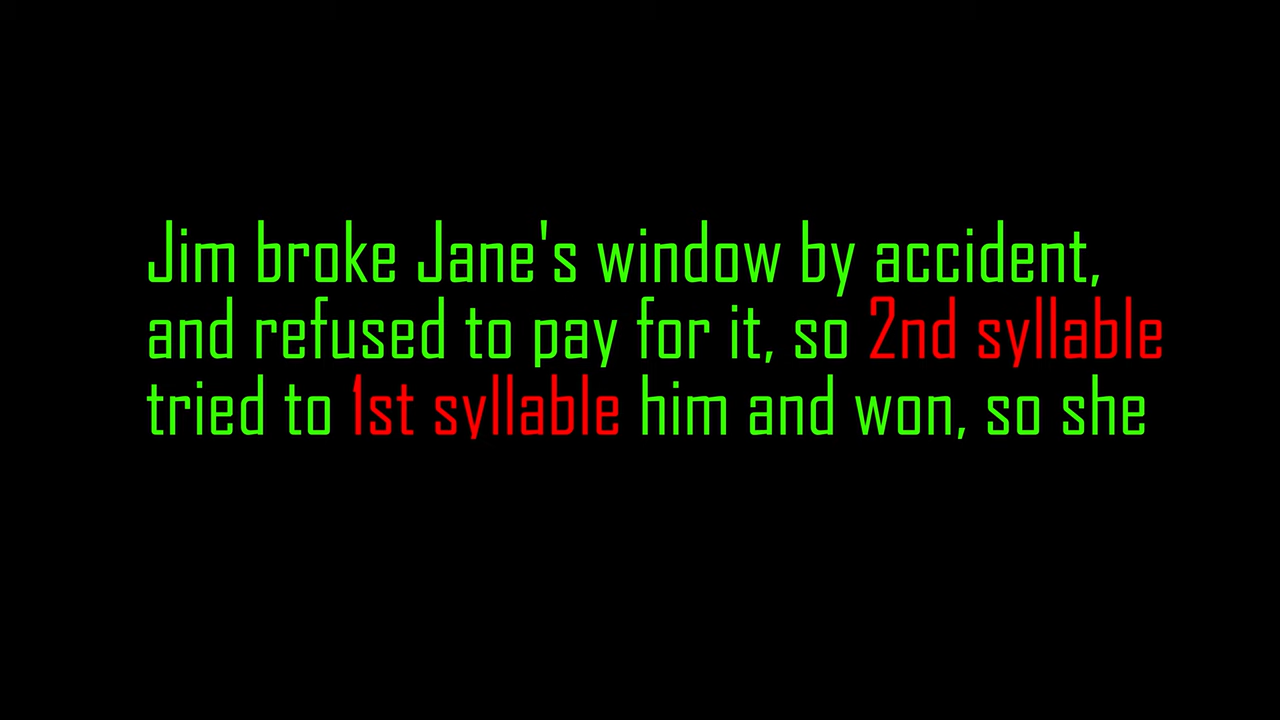 Jim broke Jane's window by accident,
and refused to pay for it, so 2nd syllable
tried to 1st syllable him and won, so she